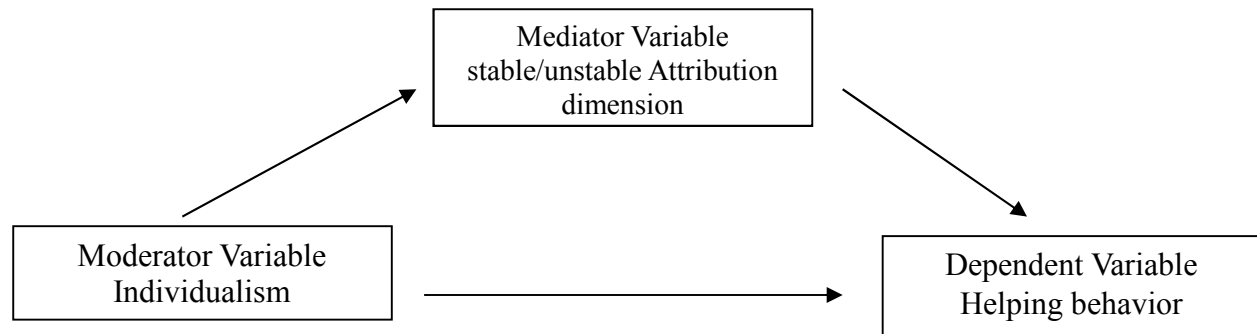 Mediator Variable
stable/unstable Attribution
dimension
Moderator Variable
Individualism
Dependent Variable
Helping behavior